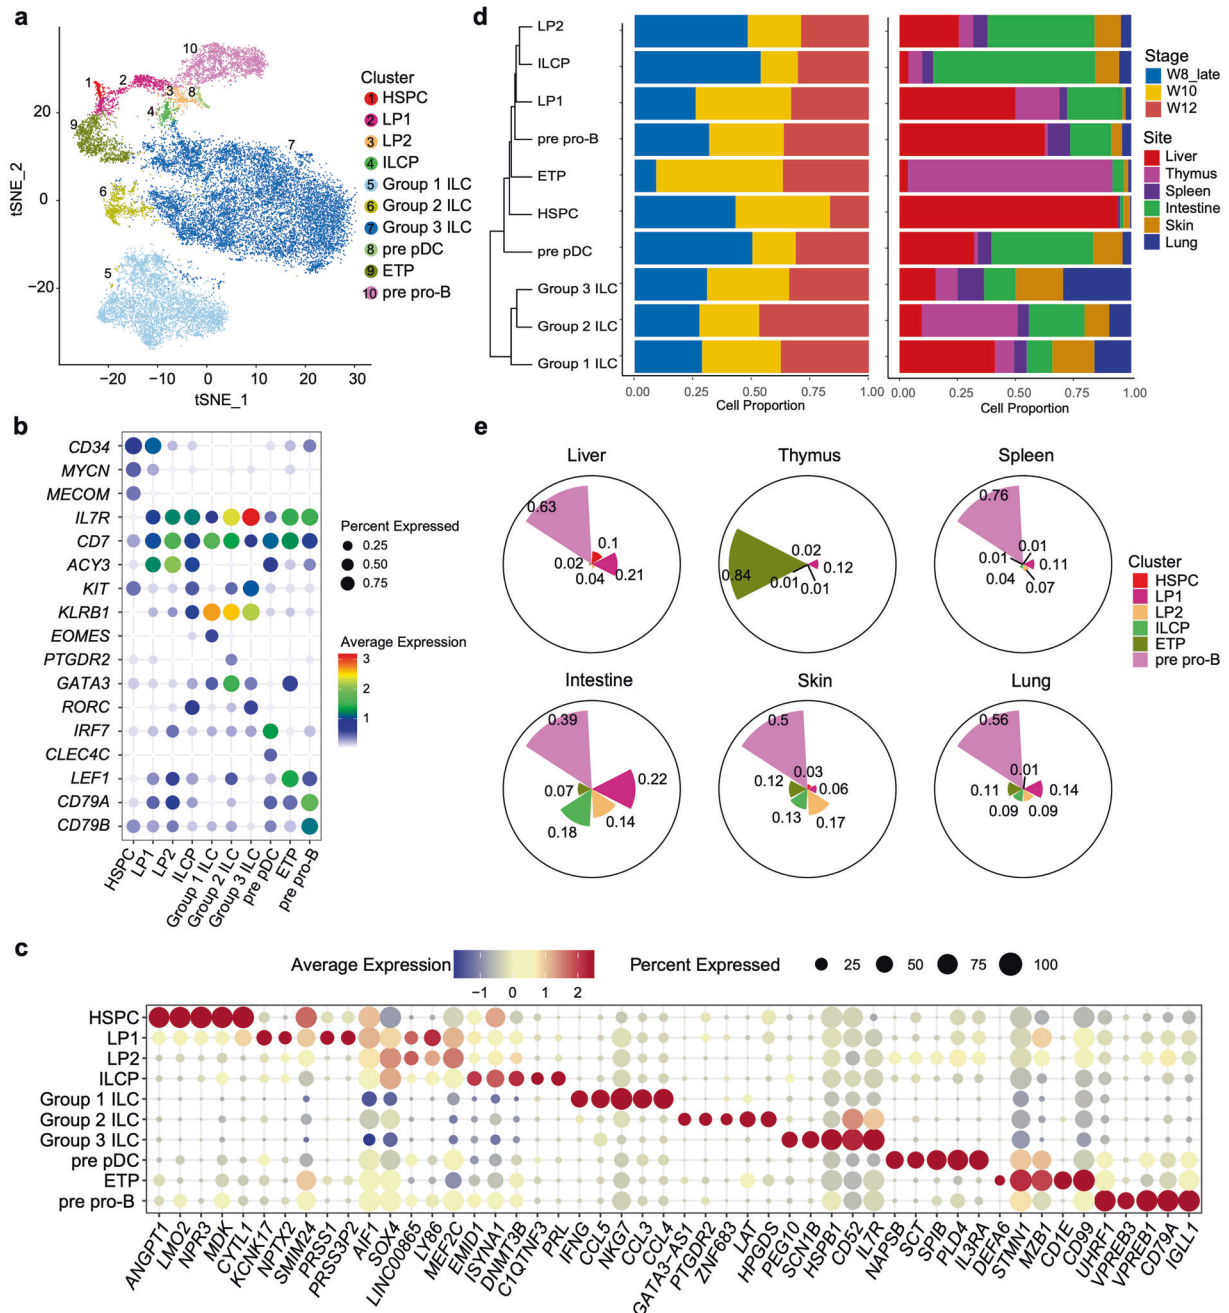 a
10
1
2
3
8
4
9
7
6
5
20
0
−20
−20
−10
0
10
20
30
tSNE_1
tSNE_2
Cluster
1 HSPC
2 LP1
3 LP2
4 ILCP
5 Group 1 ILC
6 Group 2 ILC
7 Group 3 ILC
8 pre pDC
9 ETP
10 pre pro-B
d
LP2
ILCP
LP1
pre pro-B
ETP
HSPC
pre pDC
Group 3 ILC
Group 2 ILC
Group 1 ILC
0.00 0.25 0.50 0.75 1.00
Cell Proportion
0.00 0.25 0.50 0.75 1.00
Cell Proportion
Stage
W8_late
W10
W12
Site
Liver
Thymus
Spleen
Intestine
Skin
Lung
b
CD34
MYCN
MECOM
IL7R
CD7
ACY3
KIT
KLRB1
EOMES
PTGDR2
GATA3
RORC
IRF7
CLEC4C
LEF1
CD79A
CD79B
HSPC
LP1
LP2
ILCP
Group 1 ILC
Group 2 ILC
Group 3 ILC
pre pDC
ETP
pre pro-B
Percent Expressed
0.25
0.50
0.75
Average Expression
3
2
1
e
Liver
0.63
0.1
0.21
0.04
0.02
Thymus
0.84
0.02
0.12
0.01
0.01
Spleen
0.76
0.01
0.11
0.07
0.04
0.01
Intestine
0.39
0.22
0.14
0.18
0.07
Skin
0.5
0.03
0.06
0.17
0.13
0.12
Lung
0.56
0.01
0.14
0.09
0.09
0.11
Cluster
HSPC
LP1
LP2
ILCP
ETP
pre pro-B
c
Average Expression
−1 0 1 2
Percent Expressed
25 50 75 100
HSPC
LP1
LP2
ILCP
Group 1 ILC
Group 2 ILC
Group 3 ILC
pre pDC
ETP
pre pro-B
ANGPT1
LMO2
NPR3
MDK
CYTL1
KCNK17
NPTX2
SMIM24
PRSS1
PRSS3P2
AIF1
SOX4
LINC00865
LY86
MEF2C
EMID1
ISYNA1
DNMT3B
C1QTNF3
PRL
IFNG
CCL5
NKG7
CCL3
CCL4
GATA3-AS1
PTGDR2
ZNF683
LAT
HPGDS
PEG10
SCN1B
HSPB1
CD52
IL7R
NAPSB
SCT
SPIB
PLD4
IL3RA
DEFA6
STMN1
MZB1
CD1E
CD99
UHRF1
VPREB3
VPREB1
CD79A
IGLL1